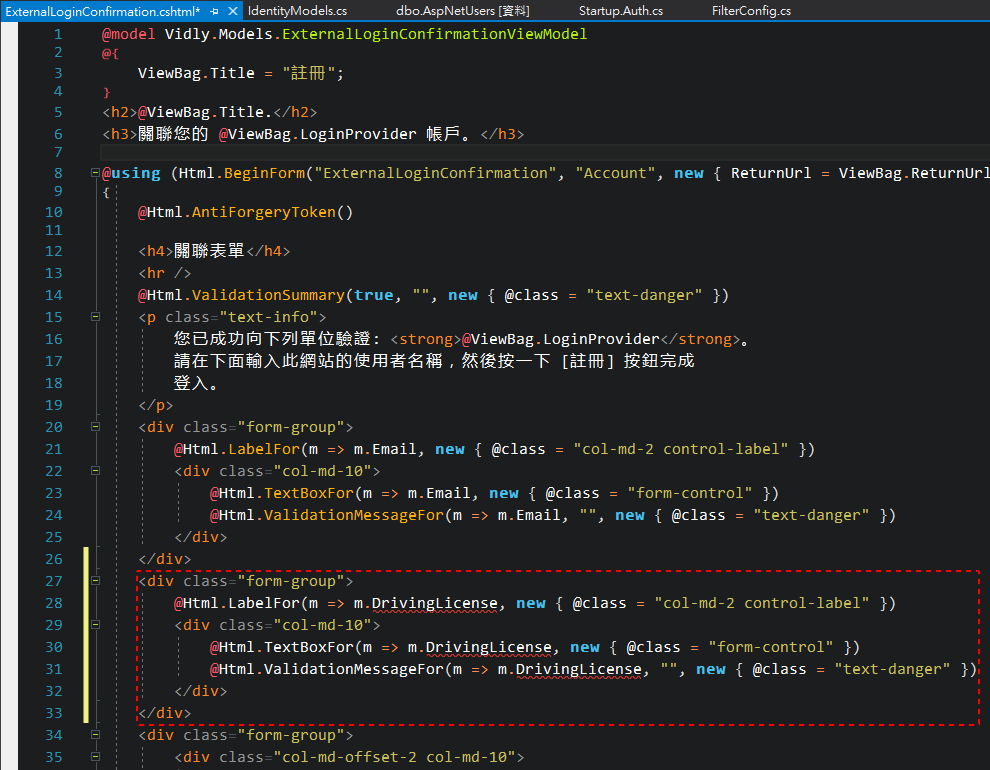 ExternalLoginConfirmation.cshtml* IdentityModels.cs dbo.AspNetUsers [資料] Startup.Auth.cs FilterConfig.cs
1 @model Vidly.Models.ExternalLoginConfirmationViewModel
2 @{
3 ViewBag.Title = "註冊";
4 }
5 <h2>@ViewBag.Title.</h2>
6 <h3>關聯您的 @ViewBag.LoginProvider 帳戶。</h3>
7
8 @using (Html.BeginForm("ExternalLoginConfirmation", "Account", new { ReturnUrl = ViewBag.ReturnUrl
9 {
10 @Html.AntiForgeryToken()
11
12 <h4>關聯表單</h4>
13 <hr />
14 @Html.ValidationSummary(true, "", new { @class = "text-danger" })
15 <p class="text-info">
16 您已成功向下列單位驗證: <strong>@ViewBag.LoginProvider</strong>。
17 請在下面輸入此網站的使用者名稱，然後按一下 [註冊] 按鈕完成
18 登入。
19 </p>
20 <div class="form-group">
21 @Html.LabelFor(m => m.Email, new { @class = "col-md-2 control-label" })
22 <div class="col-md-10">
23 @Html.TextBoxFor(m => m.Email, new { @class = "form-control" })
24 @Html.ValidationMessageFor(m => m.Email, "", new { @class = "text-danger" })
25 </div>
26 </div>
27 <div class="form-group">
28 @Html.LabelFor(m => m.DrivingLicense, new { @class = "col-md-2 control-label" })
29 <div class="col-md-10">
30 @Html.TextBoxFor(m => m.DrivingLicense, new { @class = "form-control" })
31 @Html.ValidationMessageFor(m => m.DrivingLicense, "", new { @class = "text-danger" })
32 </div>
33 </div>
34 <div class="form-group">
35 <div class="col-md-offset-2 col-md-10">